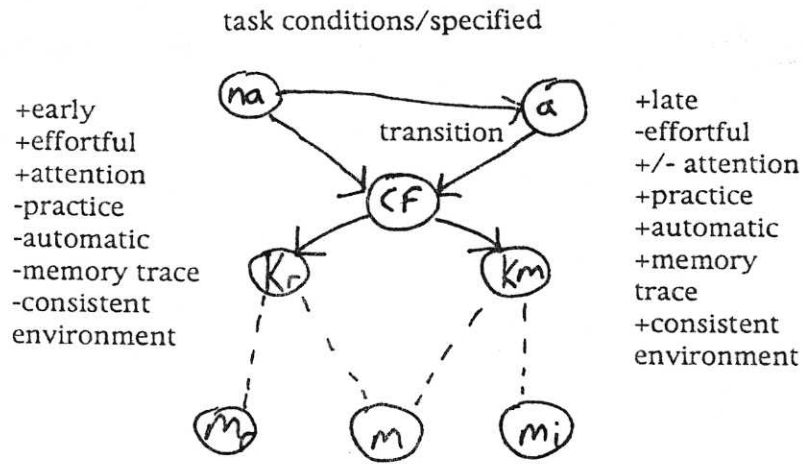 task conditions/specified
na
a
transition
+early
+effortful
+attention
-practice
-automatic
-memory trace
-consistent
environment
+late
-effortful
+/- attention
+practice
+automatic
+memory
trace
+consistent
environment
CF
Kr
Km
m
mi